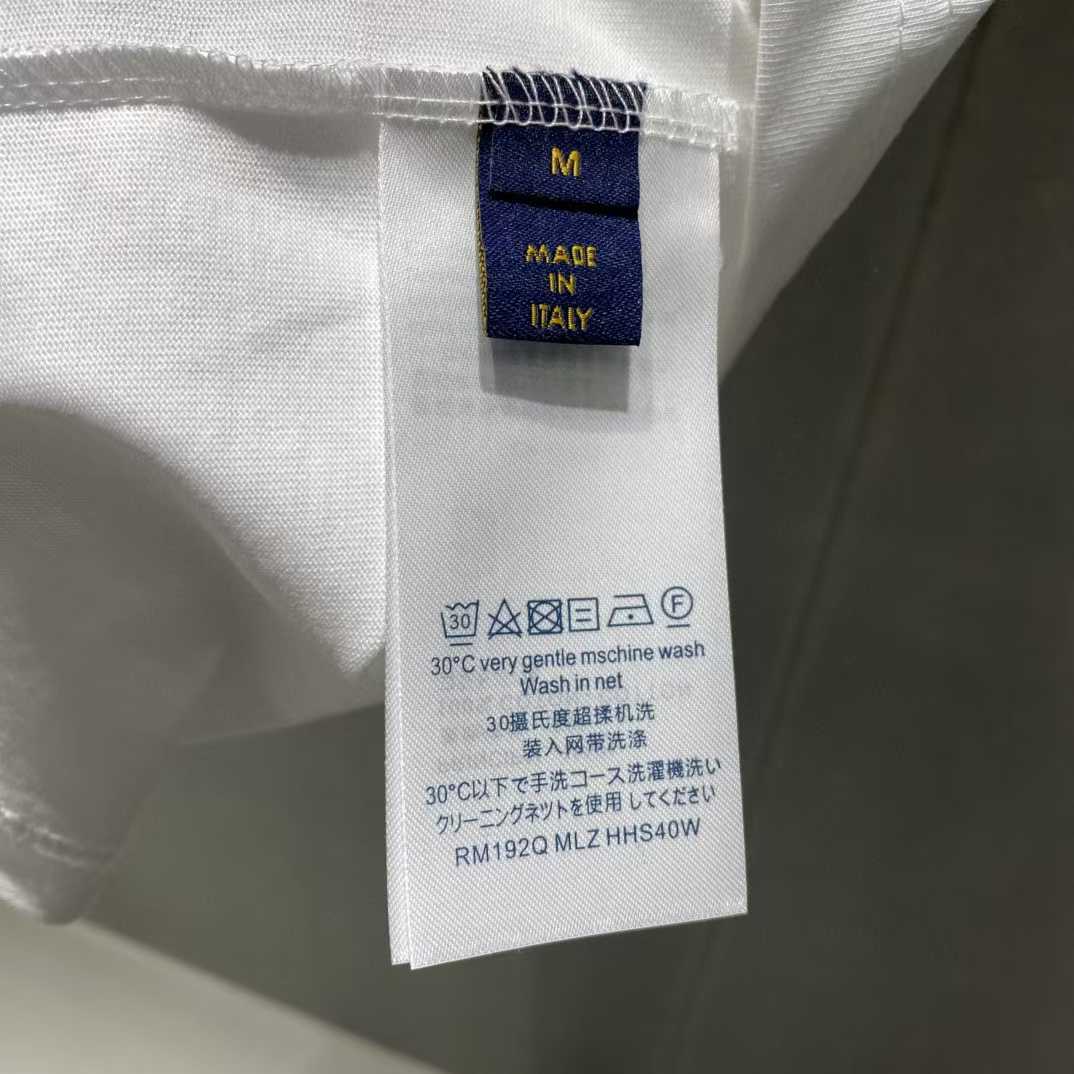 M
MADE
IN
ITALY
30
F
30°C very gentle mschine wash
Wash in net
30摄氏度超揉机洗
装入网带洗涤
30°C以下で手洗コース洗濯機洗い
クリーニングネツトを使用してください
RM192Q MLZ HHS40W